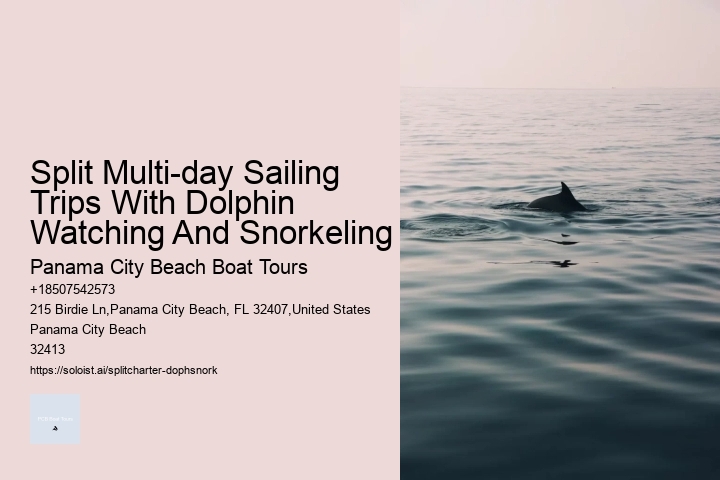 Split Multi-day Sailing
Trips With Dolphin
Watching And Snorkeling
Panama City Beach Boat Tours
+18507542573
215 Birdie Ln,Panama City Beach, FL 32407,United States
Panama City Beach
32413
https://soloist.ai/splitcharter-dophsnork